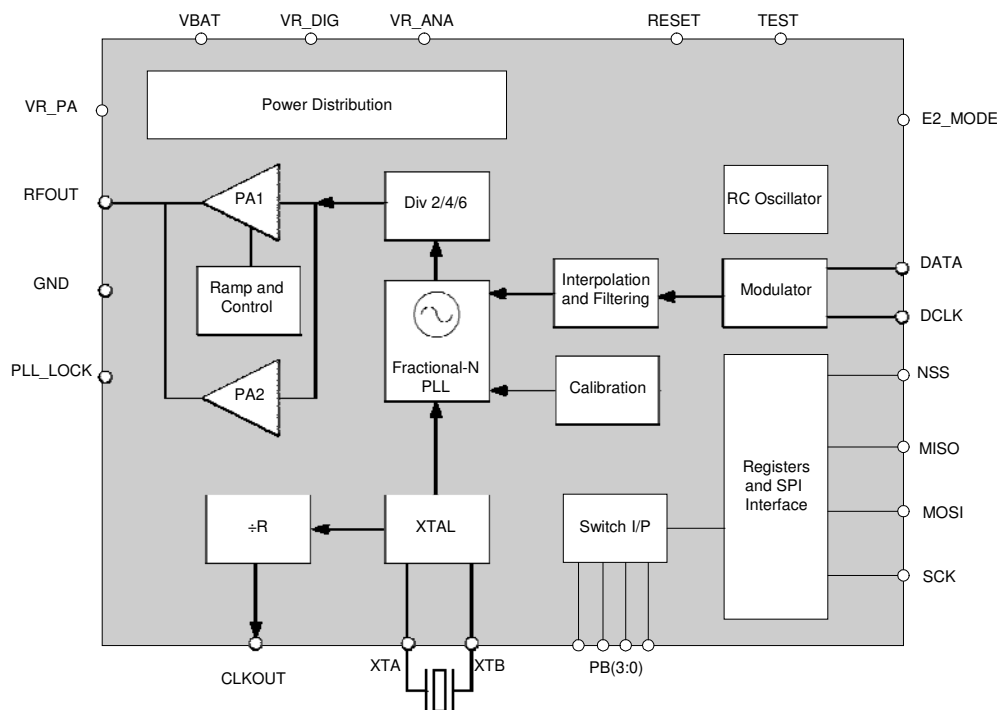 VBAT
VR_DIG
VR_ANA
RESET
TEST
VR_PA
Power Distribution
E2_MODE
RFOUT
PA1
Div 2/4/6
RC Oscillator
GND
Ramp and
Control
Interpolation
and Filtering
Modulator
DATA
DCLK
Fractional-N
PLL
PLL_LOCK
PA2
Calibration
NSS
MISO
Registers
and SPI
Interface
MOSI
÷R
XTAL
Switch I/P
SCK
CLKOUT
XTA
XTB
PB(3:0)